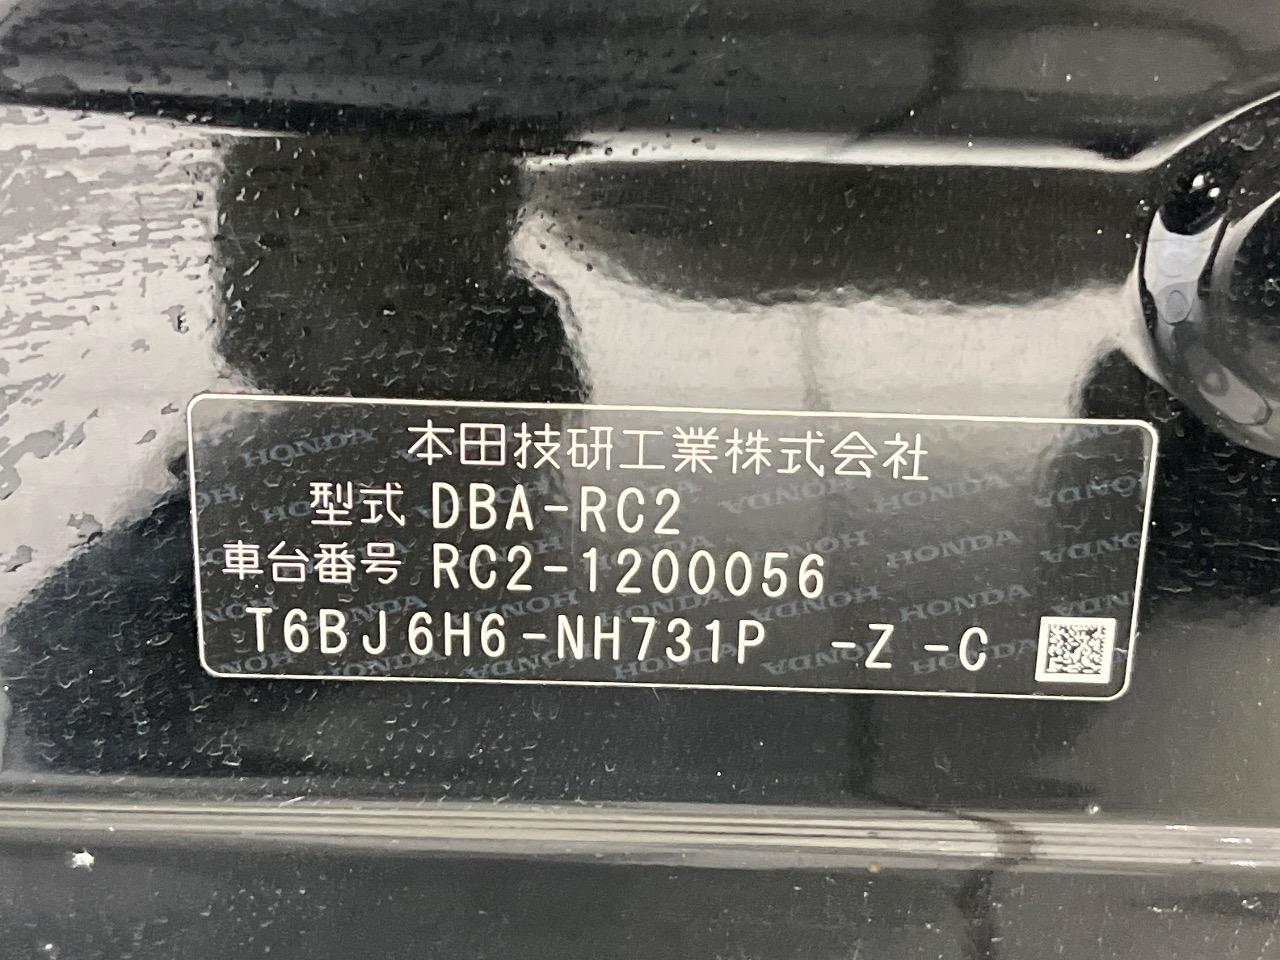 本田技研工業株式会社
型式 DBA-RC2
車台番号 RC2-1200056
T6BJ6H6-NH731P -Z -C